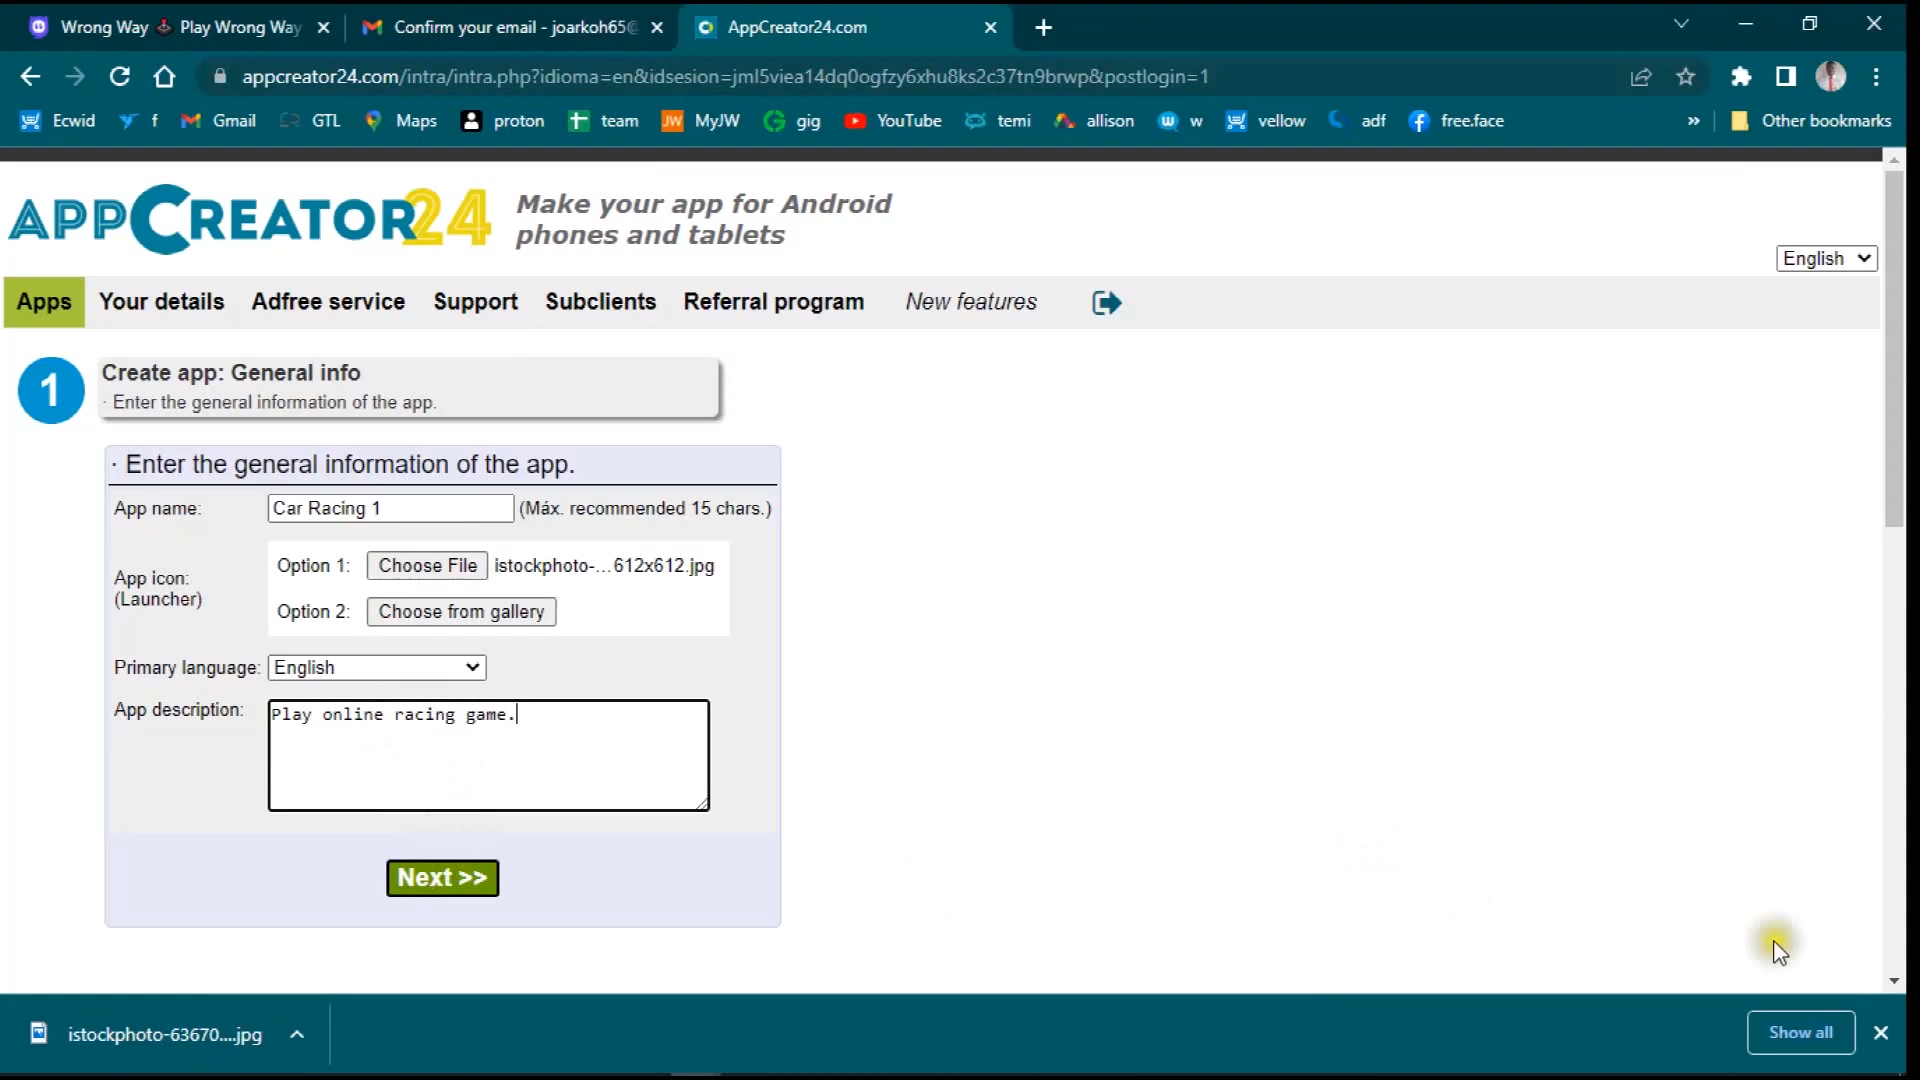 Wrong Way Play Wrong Way
Confirm your email - joarkoh65@
AppCreator24.com
appcreator24.com/intra/intra.php?idioma=en&idsesion=jml5viea14dq0ogfzy6xhu8ks2c37tn9brwp&postlogin=1
Ecwid f Gmail GTL Maps proton team MyJW gig YouTube temi allison w vellow adf free.face » Other bookmarks
APPCREATOR24
Make your app for Android
phones and tablets
English
Apps Your details Adfree service Support Subclients Referral program New features
1
Create app: General info
· Enter the general information of the app.
· Enter the general information of the app.
App name: Car Racing 1 (Máx. recommended 15 chars.)
App icon:
(Launcher)
Option 1: Choose File istockphoto-...612x612.jpg
Option 2: Choose from gallery
Primary language: English
App description: Play online racing game.
Next >>
istockphoto-63670....jpg
Show all